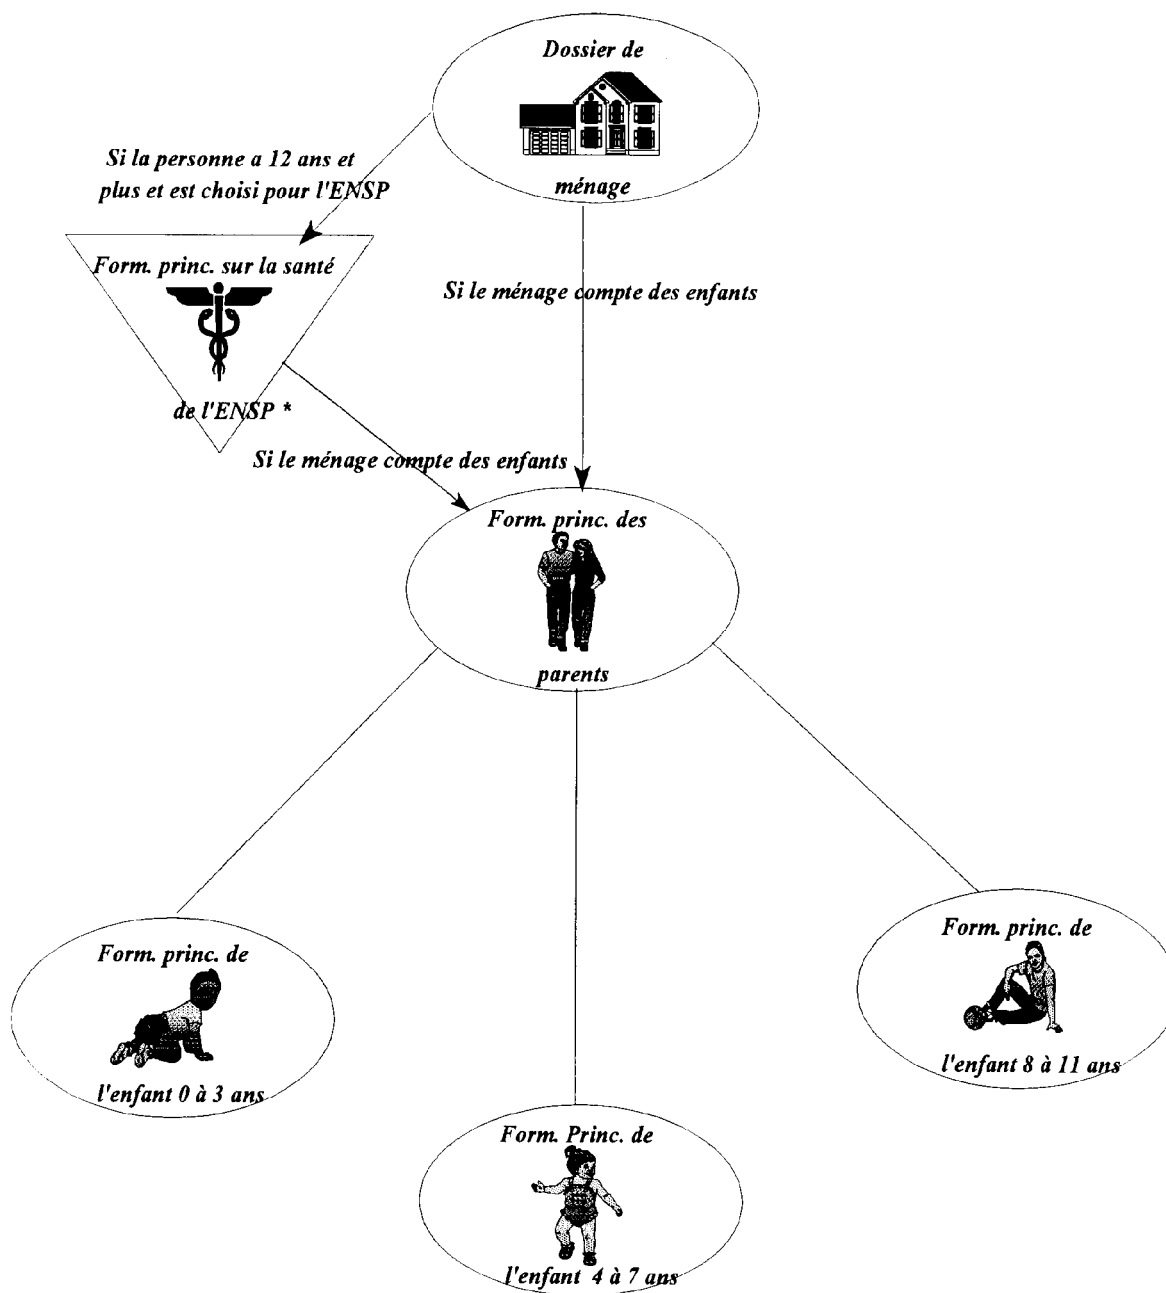 Dossier de
ménage
Si la personne a 12 ans et
plus et est choisi pour l'ENSP
Form. princ. sur la santé
de l'ENSP *
Si le ménage compte des enfants
Si le ménage compte des enfants
Form. princ. des
parents
Form. princ. de
l'enfant 0 à 3 ans
Form. Princ. de
l'enfant 4 à 7 ans
Form. princ. de
l'enfant 8 à 11 ans